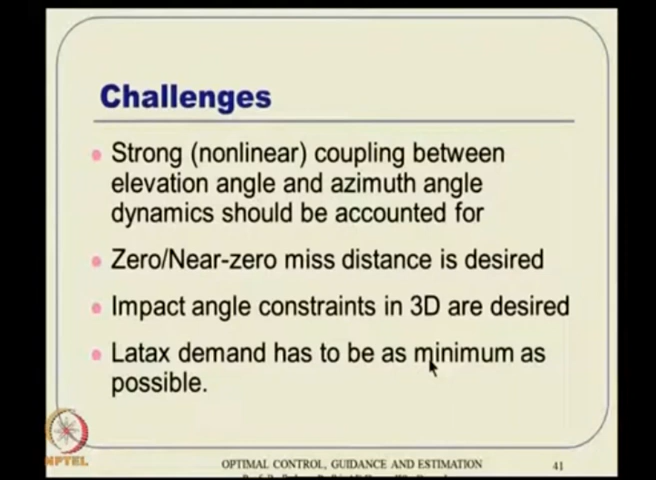 Challenges
Strong (nonlinear) coupling between
elevation angle and azimuth angle
dynamics should be accounted for
Zero/Near-zero miss distance is desired
Impact angle constraints in 3D are desired
Latax demand has to be as minimum as
possible.
NPTEL
OPTIMAL CONTROL, GUIDANCE AND ESTIMATION
41